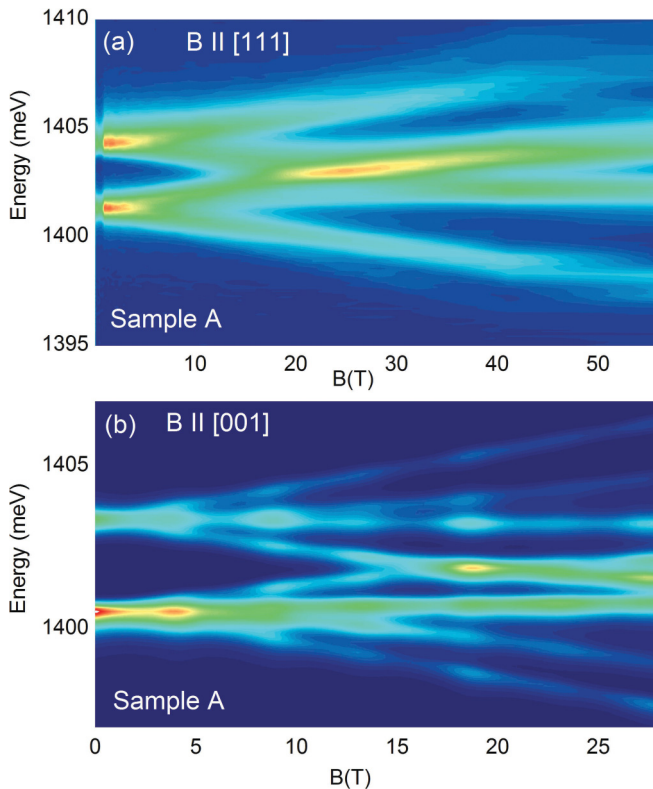 1410
(a) B II [111]
1405
Energy (meV)
1400
Sample A
1395
10 20 30 40 50
B(T)
(b) B II [001]
1405
Energy (meV)
1400
Sample A
0 5 10 15 20 25
B(T)